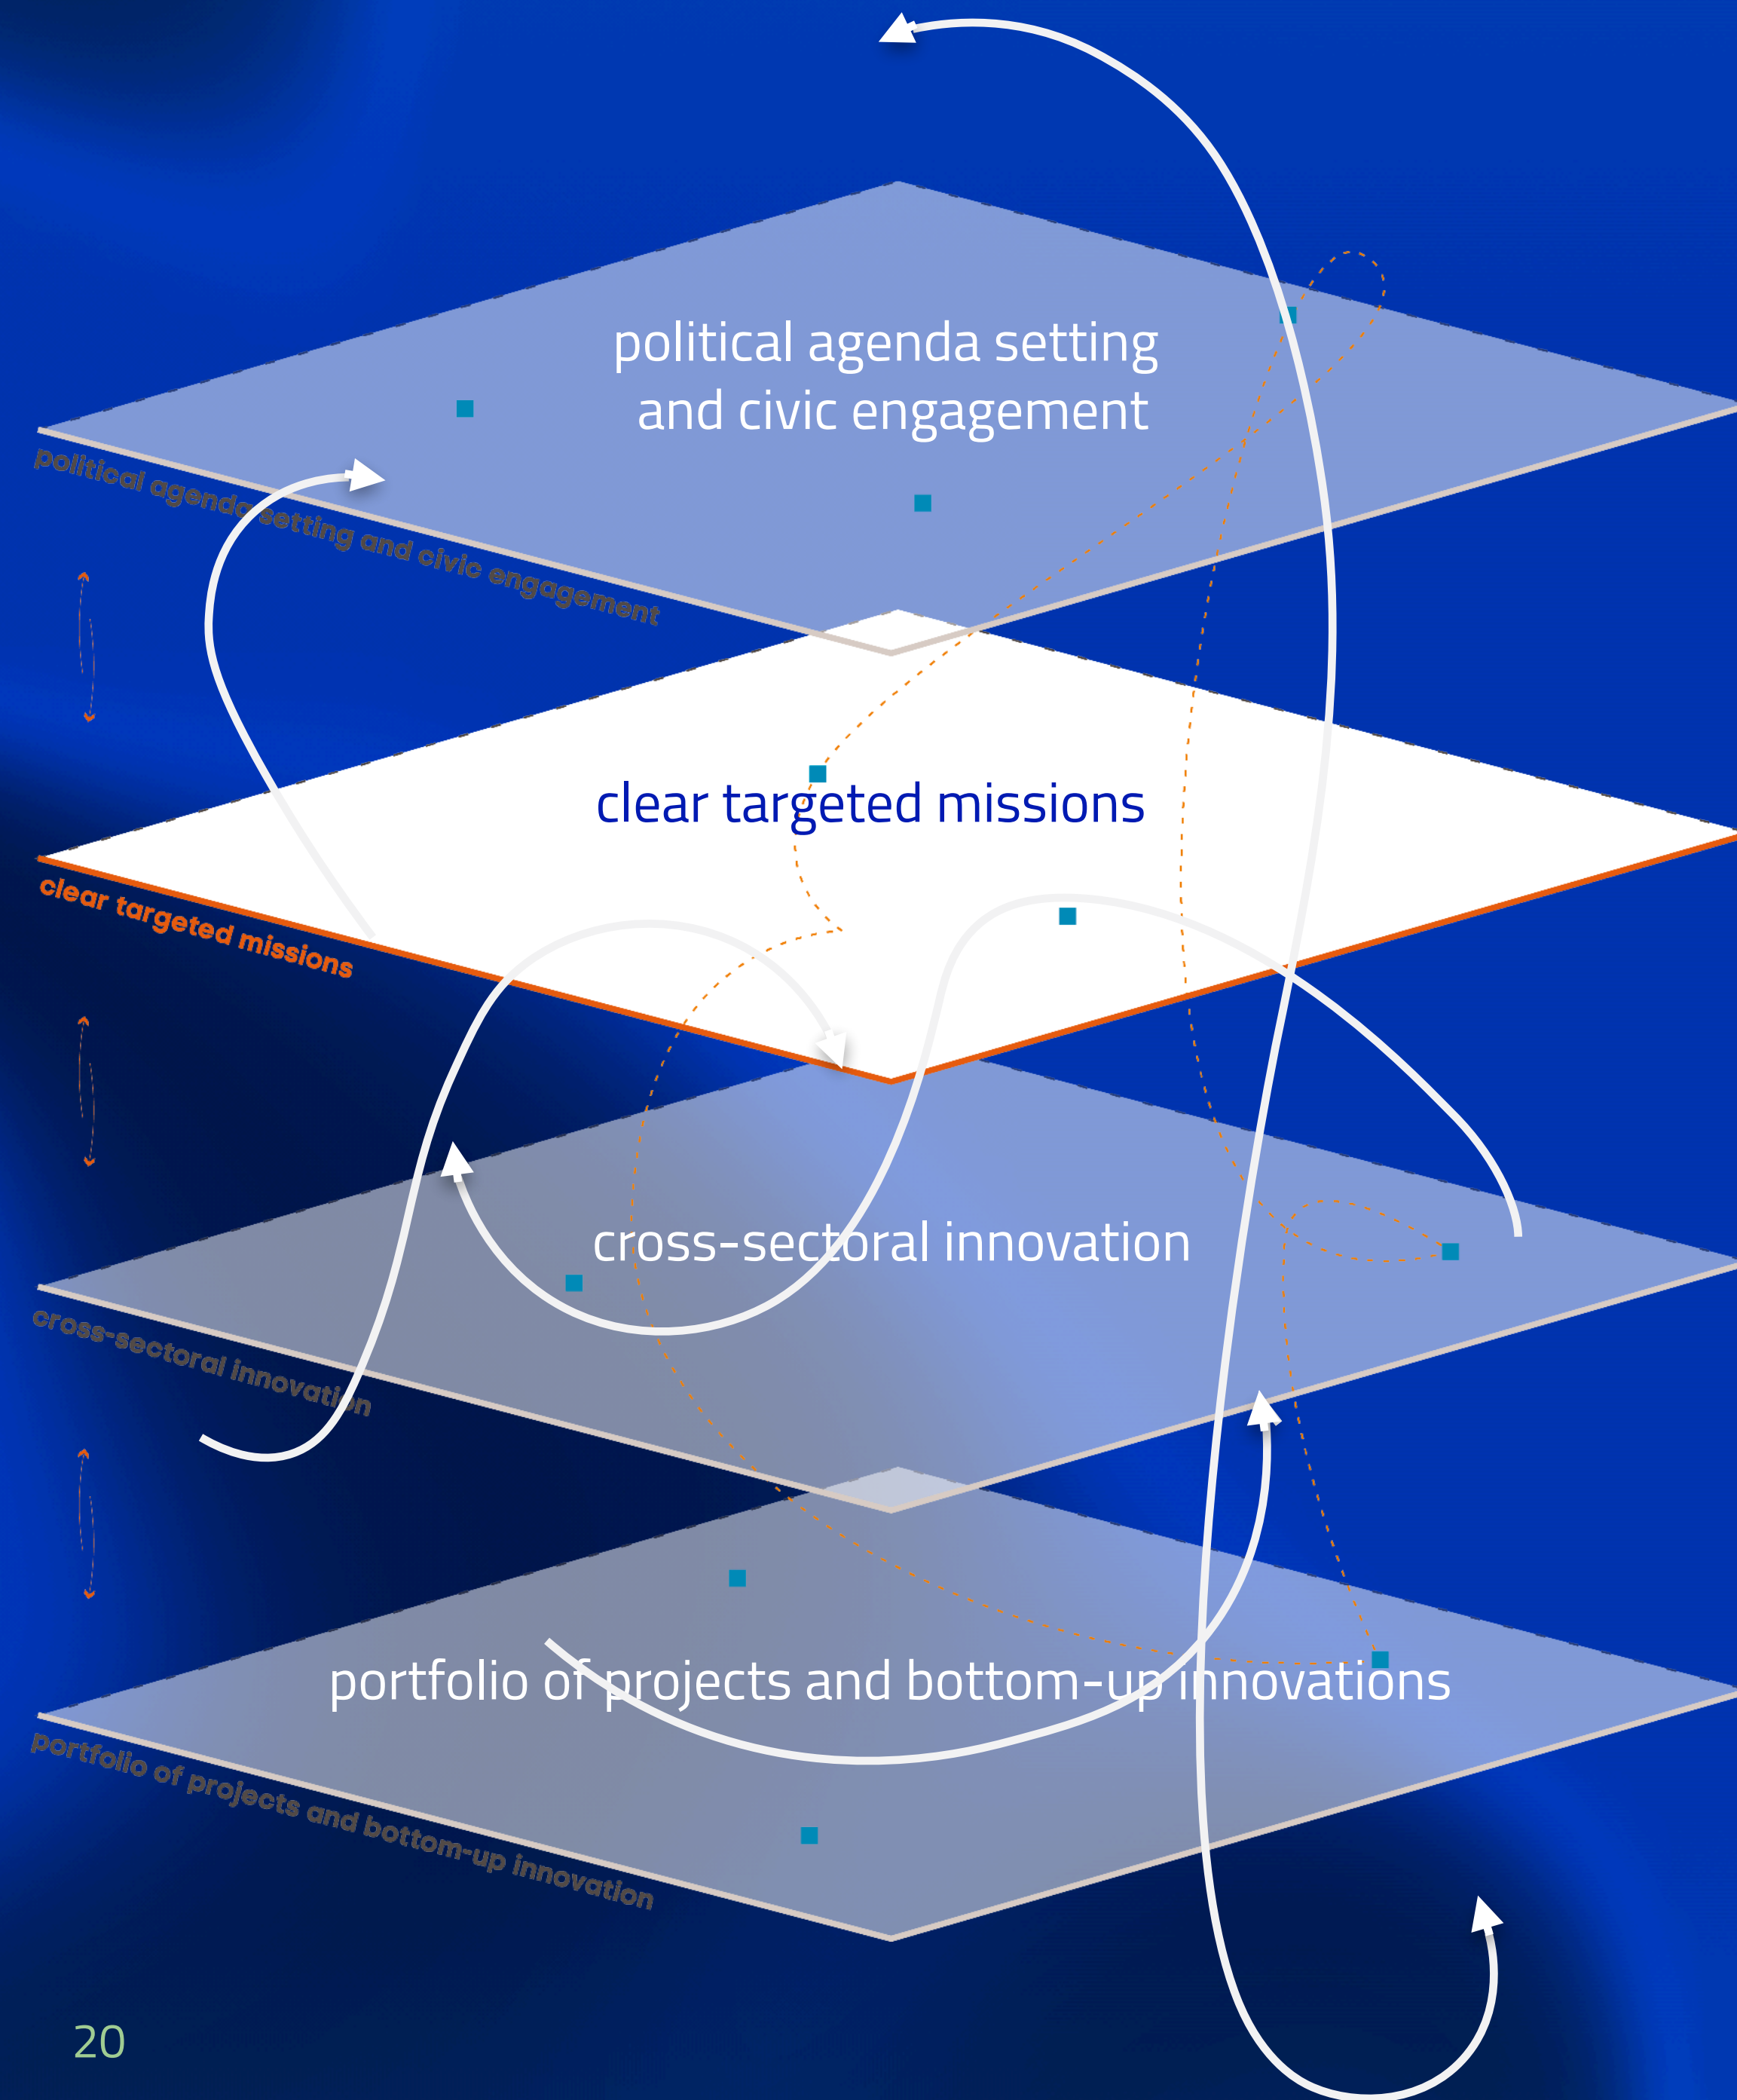 political agenda setting
and civic engagement
political agenda setting and civic engagement
clear targeted missions
clear targeted missions
cross-sectoral innovation
cross-sectoral innovation
portfolio of projects and bottom-up innovations
portfolio of projects and bottom-up innovation
20